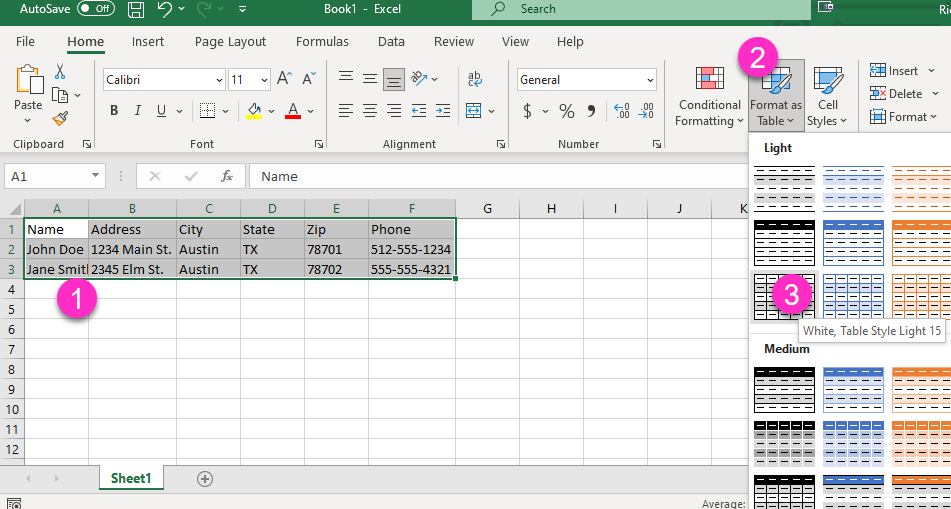 AutoSave Off Book1 - Excel Search Ri
File Home Insert Page Layout Formulas Data Review View Help
2
Calibri 11 A A ab General Insert
Paste B I U A $ % 9 Conditional Formatting Format as Table Cell Styles Delete
Format
Clipboard Font Alignment Number
Light
A1 fx Name
A B C D E F G H I J K
1 Name Address City State Zip Phone
2 John Doe 1234 Main St. Austin TX 78701 512-555-1234
3 Jane Smith 2345 Elm St. Austin TX 78702 555-555-4321
4
1 3
5
6 White, Table Style Light 15
7 Medium
8
9
10
11
12
Sheet1
Average: